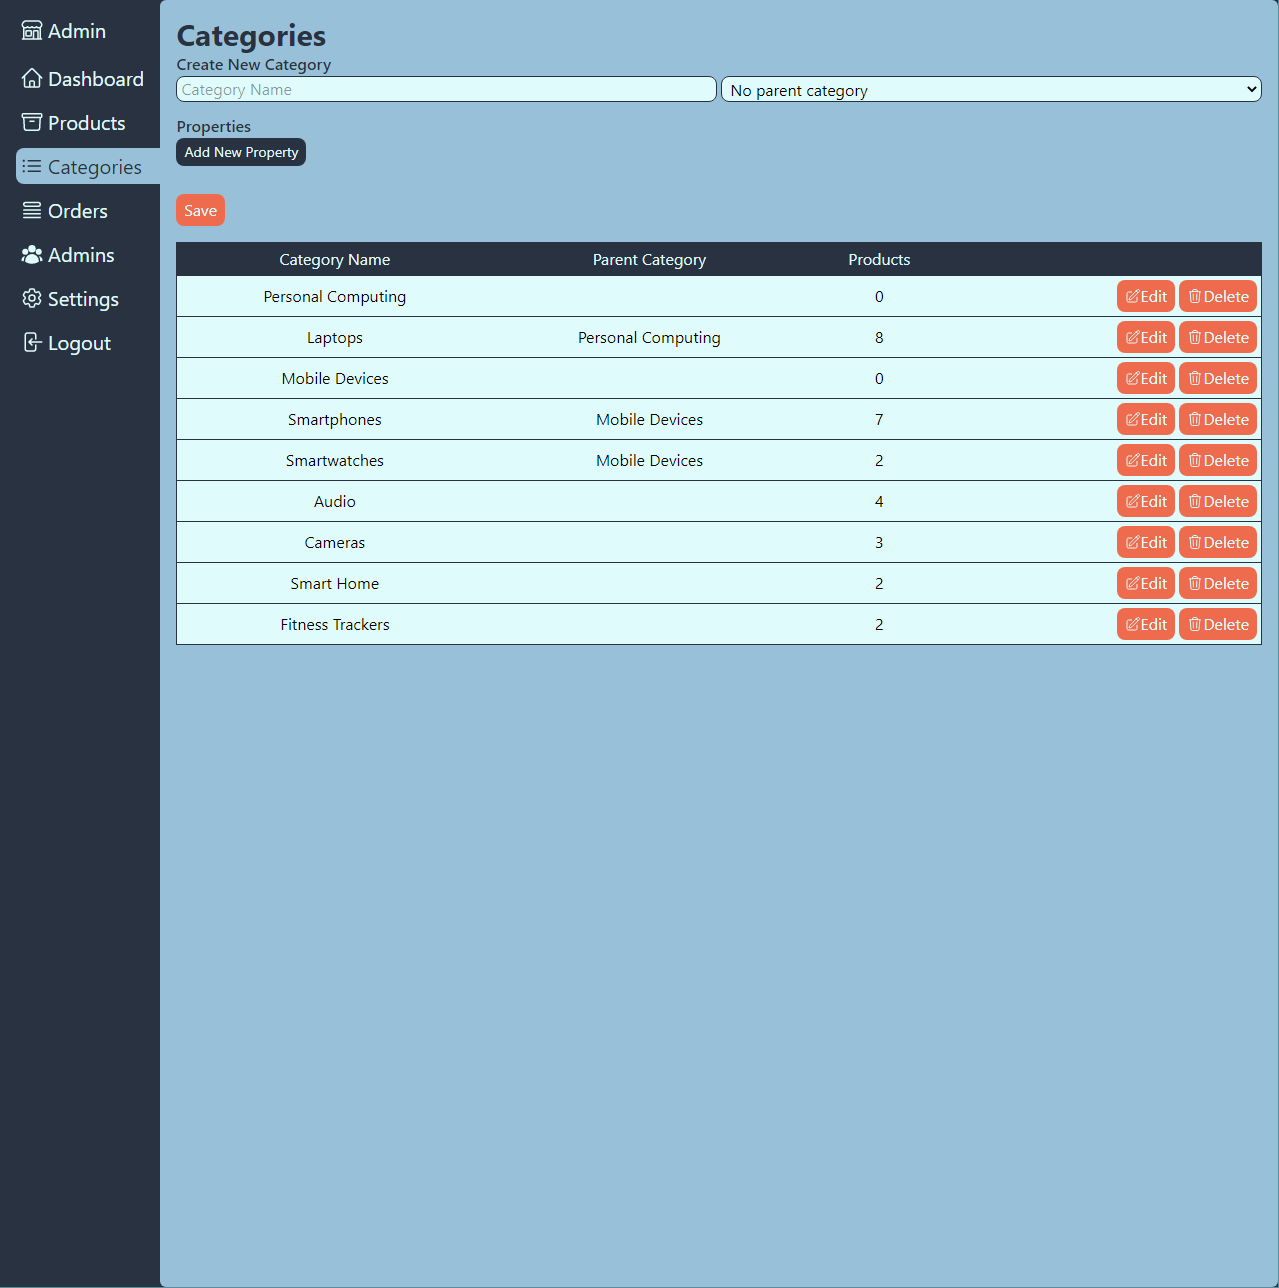 Admin
Dashboard
Products
Categories
Orders
Admins
Settings
Logout
Categories
Create New Category
Category Name No parent category
Properties
Add New Property
Save
Category Name Parent Category Products
Personal Computing 0 Edit Delete
Laptops Personal Computing 8 Edit Delete
Mobile Devices 0 Edit Delete
Smartphones Mobile Devices 7 Edit Delete
Smartwatches Mobile Devices 2 Edit Delete
Audio 4 Edit Delete
Cameras 3 Edit Delete
Smart Home 2 Edit Delete
Fitness Trackers 2 Edit Delete